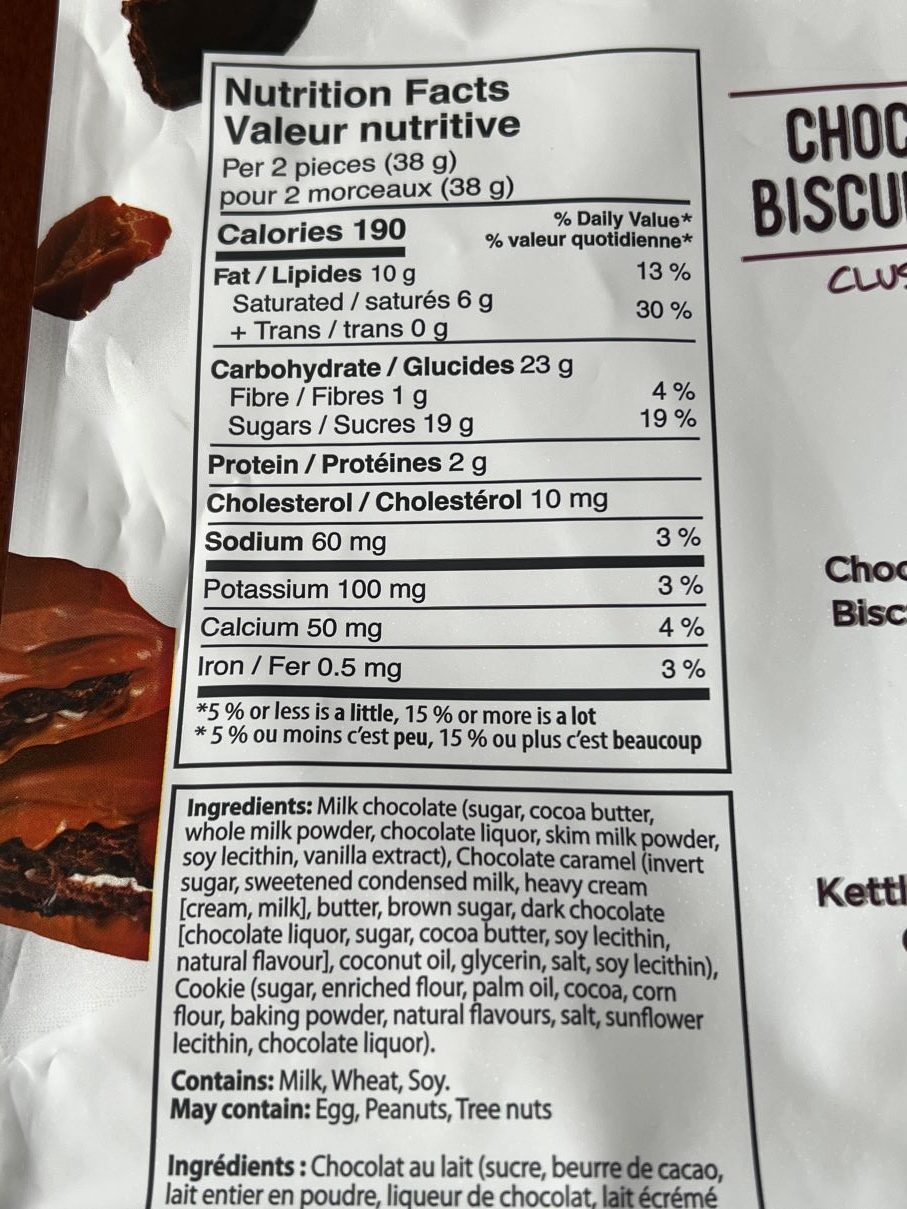 Nutrition Facts
Valeur nutritive
Per 2 pieces (38 g)
pour 2 morceaux (38 g)
Calories 190
% Daily Value*
% valeur quotidienne*
Fat / Lipides 10 g 13 %
Saturated / saturés 6 g
+ Trans / trans 0 g 30 %
Carbohydrate / Glucides 23 g
Fibre / Fibres 1 g 4 %
Sugars / Sucres 19 g 19 %
Protein / Protéines 2 g
Cholesterol / Cholestérol 10 mg
Sodium 60 mg 3 %
Potassium 100 mg 3 %
Calcium 50 mg 4 %
Iron / Fer 0.5 mg 3 %
*5 % or less is a little, 15 % or more is a lot
* 5 % ou moins c'est peu, 15 % ou plus c'est beaucoup
Ingredients: Milk chocolate (sugar, cocoa butter,
whole milk powder, chocolate liquor, skim milk powder,
soy lecithin, vanilla extract), Chocolate caramel (invert
sugar, sweetened condensed milk, heavy cream
[cream, milk], butter, brown sugar, dark chocolate
[chocolate liquor, sugar, cocoa butter, soy lecithin,
natural flavour], coconut oil, glycerin, salt, soy lecithin),
Cookie (sugar, enriched flour, palm oil, cocoa, corn
flour, baking powder, natural flavours, salt, sunflower
lecithin, chocolate liquor).
Contains: Milk, Wheat, Soy.
May contain: Egg, Peanuts, Tree nuts
Ingrédients : Chocolat au lait (sucre, beurre de cacao,
lait entier en poudre, liqueur de chocolat, lait écrémé
CHOC
BISCU
CLUS
Choc
Bisc
Kettl